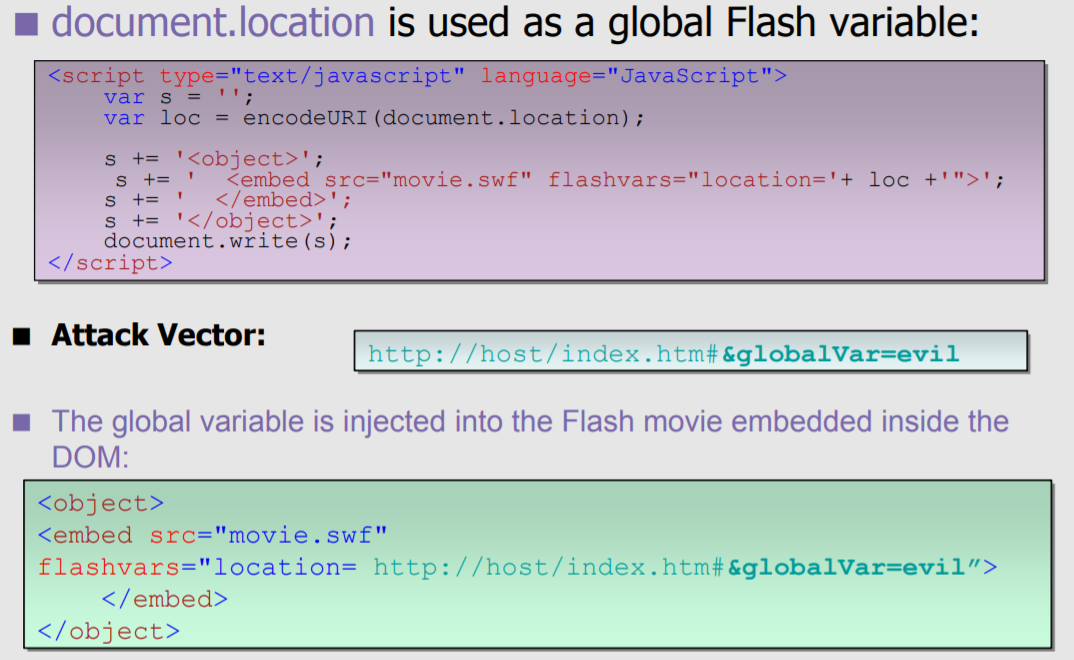 document.location is used as a global Flash variable:
<script type="text/javascript" language="JavaScript">
var s = '';
var loc = encodeURI(document.location);
s += '<object>';
s += '  <embed src="movie.swf" flashvars="location='+ loc +'">';
s += '  </embed>';
s += '</object>';
document.write(s);
</script>
Attack Vector:
http://host/index.htm#&globalVar=evil
The global variable is injected into the Flash movie embedded inside the
DOM:
<object>
<embed src="movie.swf"
flashvars="location= http://host/index.htm#&globalVar=evil”>
</embed>
</object>